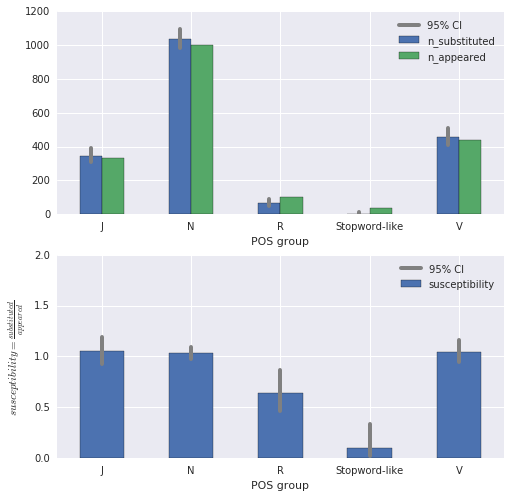 1200
1000
800
600
400
200
0
95% CI
n_substituted
n_appeared
J N R Stopword-like V
POS group
2.0
1.5
1.0
0.5
0.0
susceptibility = substituted / appeared
95% CI
susceptibility
J N R Stopword-like V
POS group